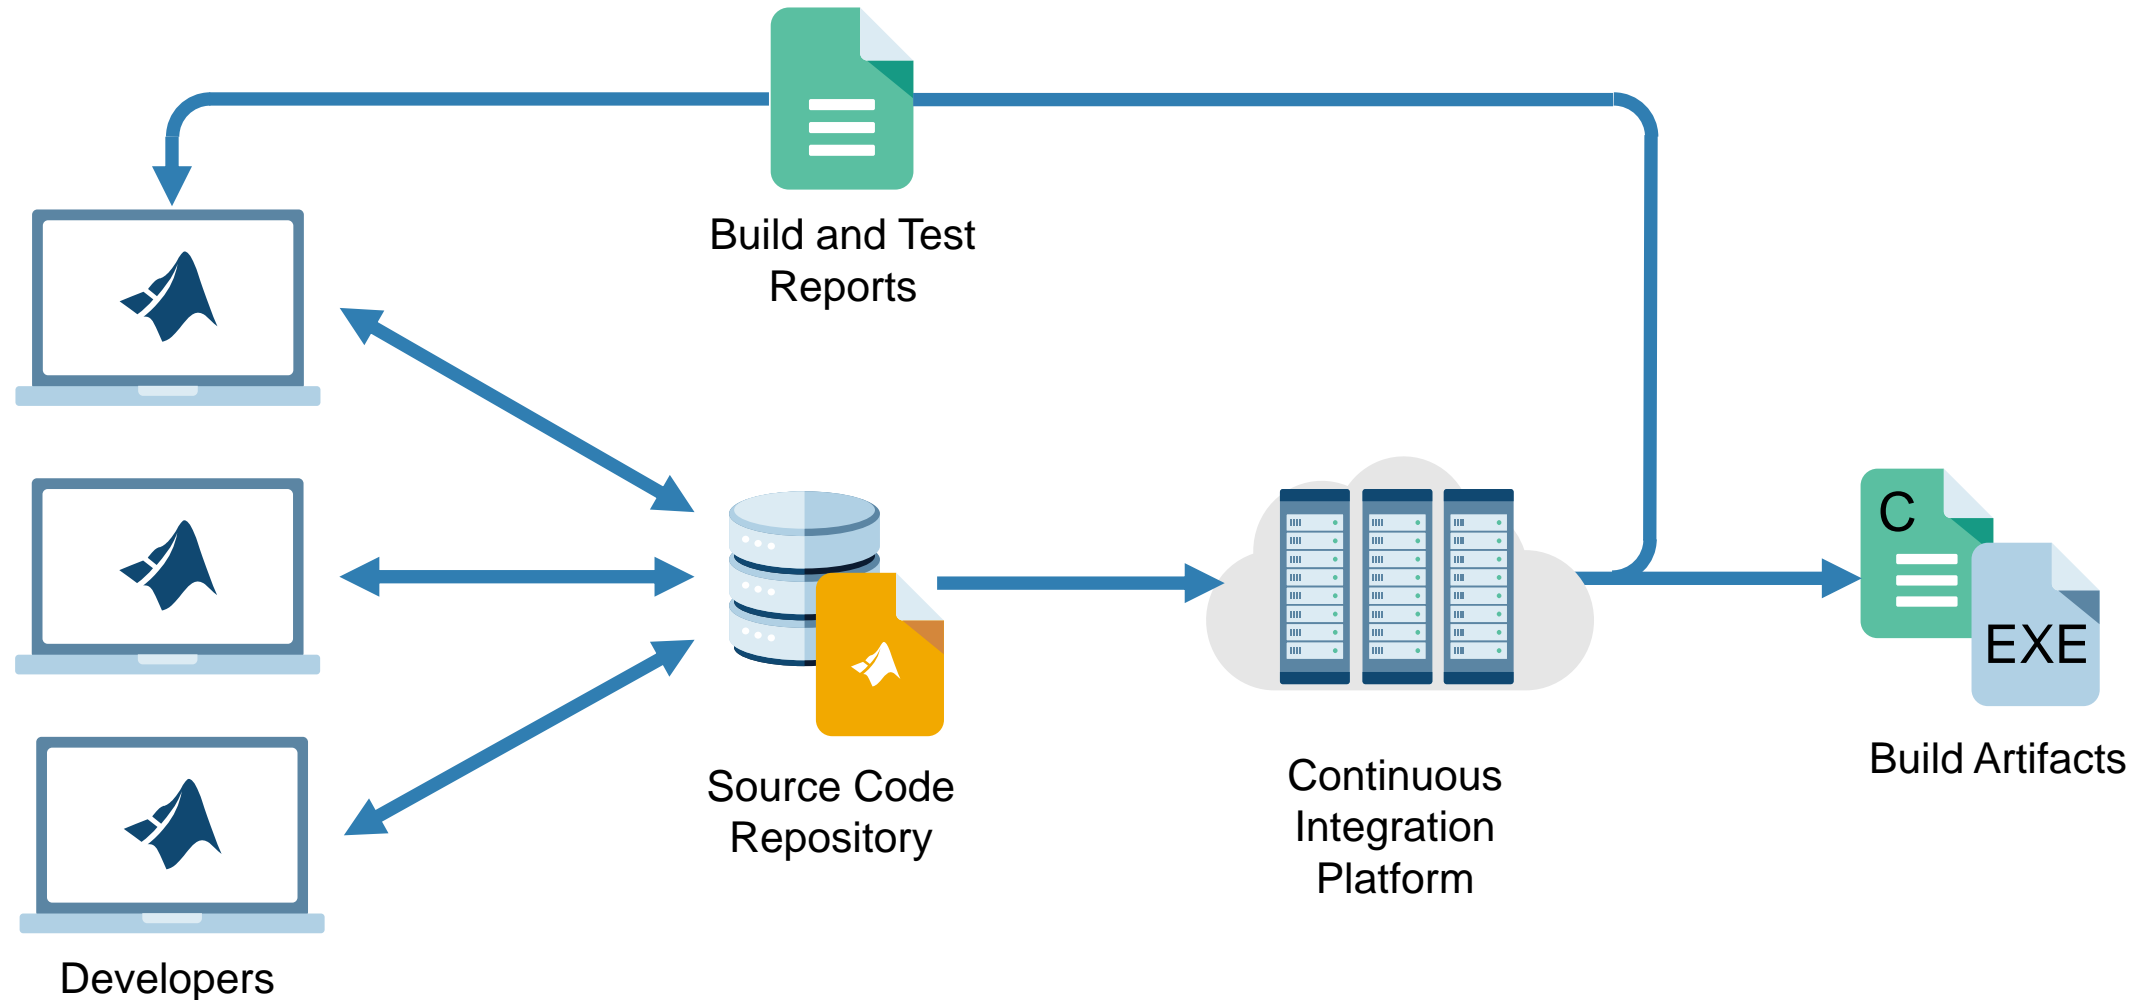 Build and Test
Reports
C
EXE
Source Code
Repository
Continuous
Integration
Platform
Build Artifacts
Developers